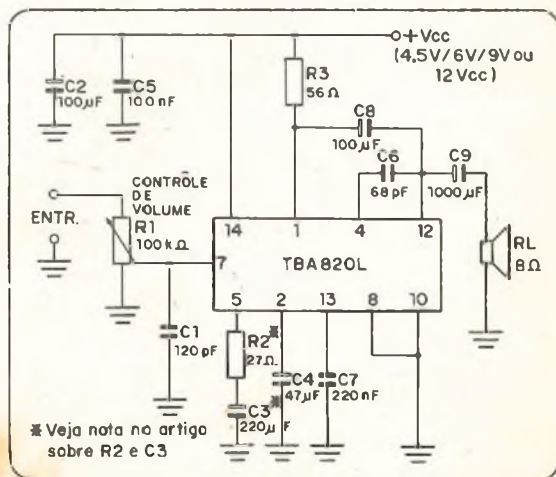 +Vcc
(4,5V/6V/9V ou
12Vcc)
C2
100µF
C5
100nF
R3
56Ω
C8
100µF
C6
68pF
C9
1000µF
CONTRÔLE
DE
VOLUME
ENTR.
R1
100kΩ
14
1
4
12
7
TBA820L
RL
8Ω
5
2
13
8
10
C1
120pF
R2*
27Ω
C4
47µF
C7
220nF
C3*
220µF
* Veja nota no artigo
sobre R2 e C3